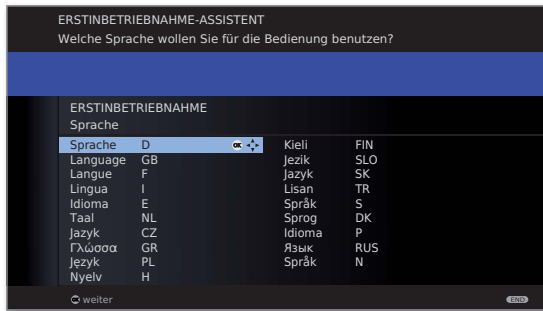 ERSTINBETRIEBNAHME-ASSISTENT
Welche Sprache wollen Sie für die Bedienung benutzen?
ERSTINBETRIEBNAHME
Sprache
Sprache D OK Kieli FIN
Language GB Jezik SLO
Langue F Jazyk SK
Lingua I Lisan TR
Idioma E Språk S
Taal NL Sprog DK
Jazyk CZ Idioma P
Γλώσσα GR Язык RUS
Język PL Språk N
Nyelv H
OK weiter END